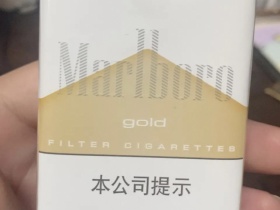 Marlboro
gold
FILTER CIGARETTES
本公司提示